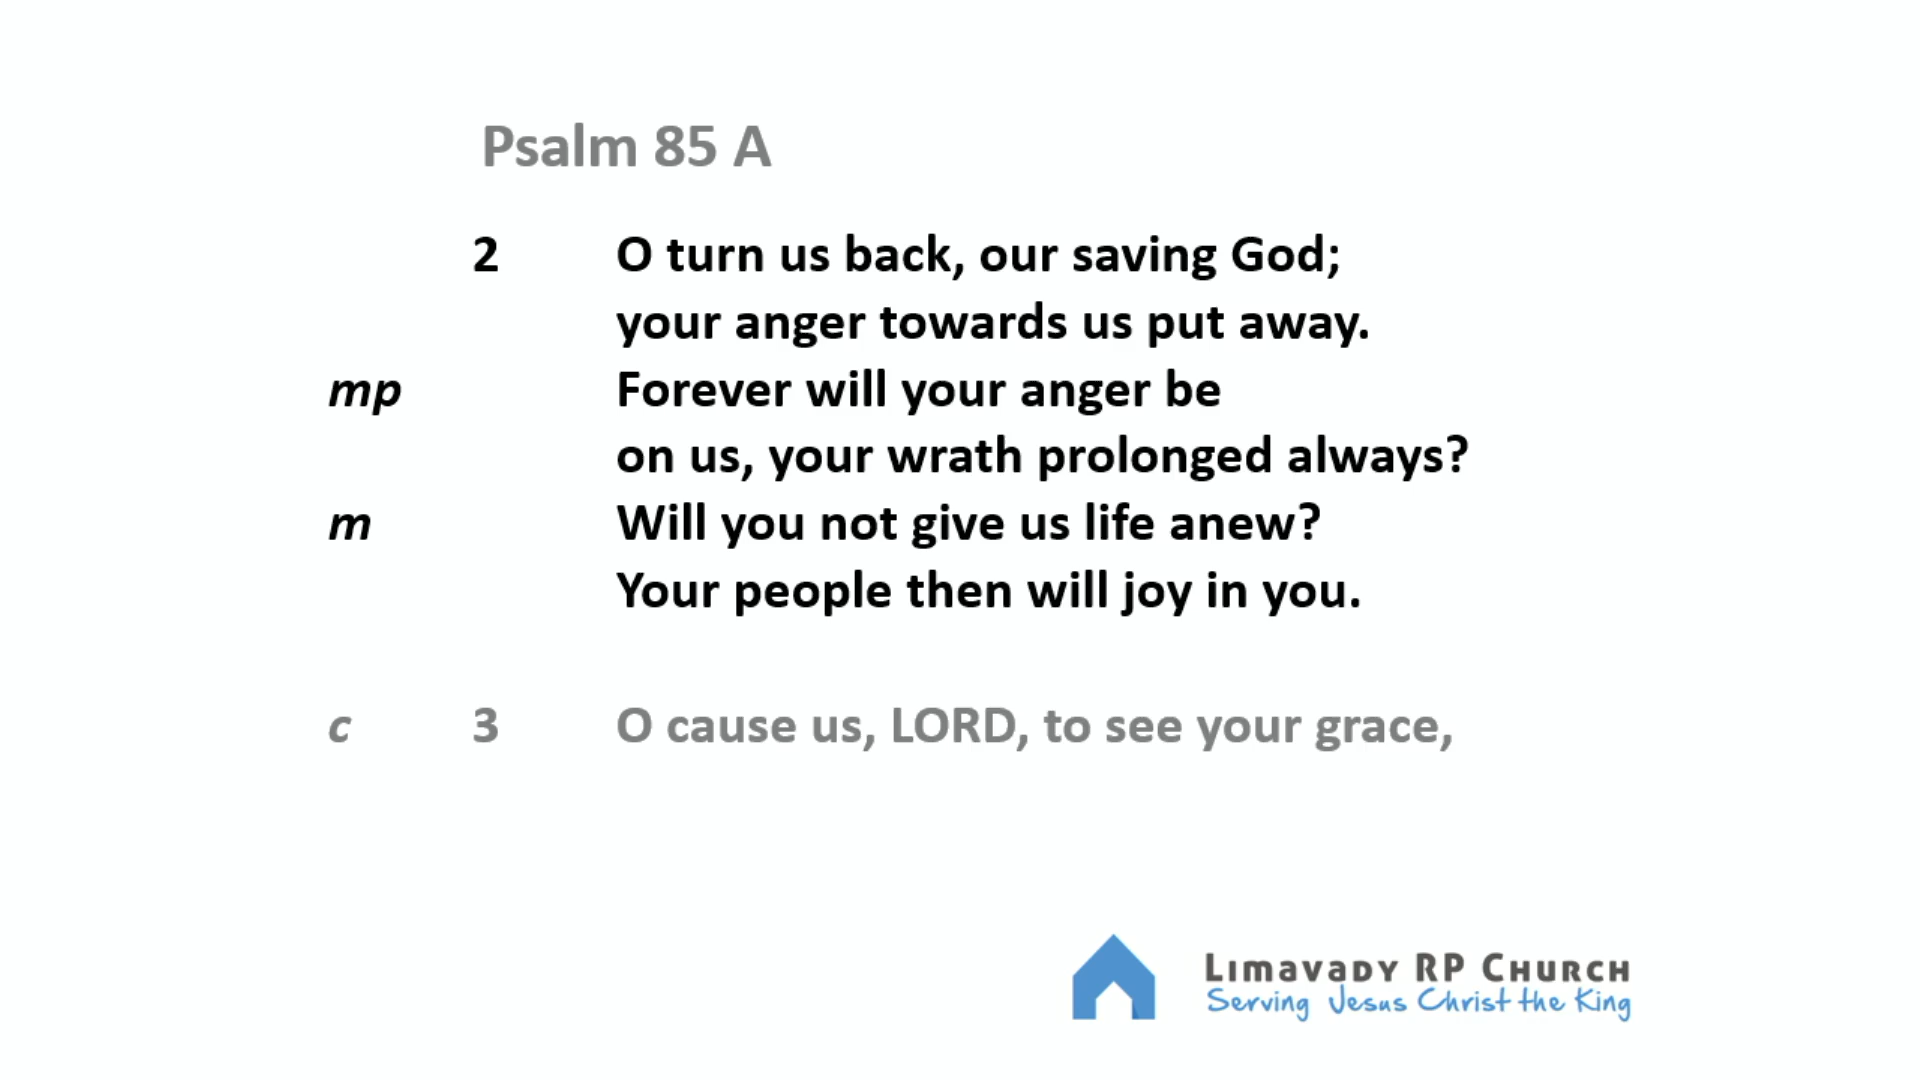 Psalm 85 A
2 O turn us back, our saving God;
your anger towards us put away.
mp Forever will your anger be
on us, your wrath prolonged always?
m Will you not give us life anew?
Your people then will joy in you.
c 3 O cause us, LORD, to see your grace,
LIMAVADY RP CHURCH
Serving Jesus Christ the King